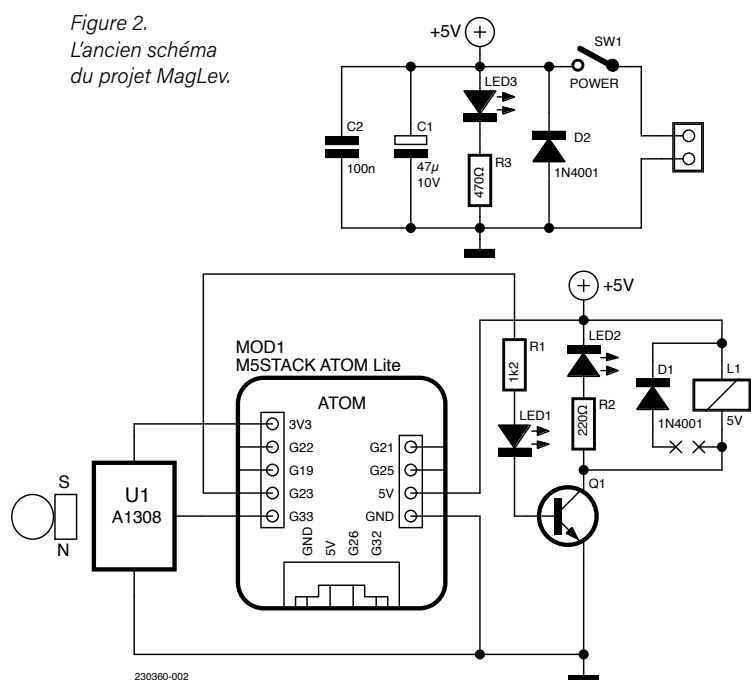 Figure 2.
L'ancien schéma
du projet MagLev.
+5V
SW1
POWER
LED3
C2
100n
C1
47µ
10V
R3
470Ω
D2
1N4001
+5V
MOD1
M5STACK ATOM Lite
ATOM
3V3
G22
G19
G23
G33
G21
G25
5V
GND
GND
5V
G26
G32
S
N
U1
A1308
R1
1k2
LED1
LED2
R2
220Ω
D1
1N4001
L1
5V
Q1
230360-002